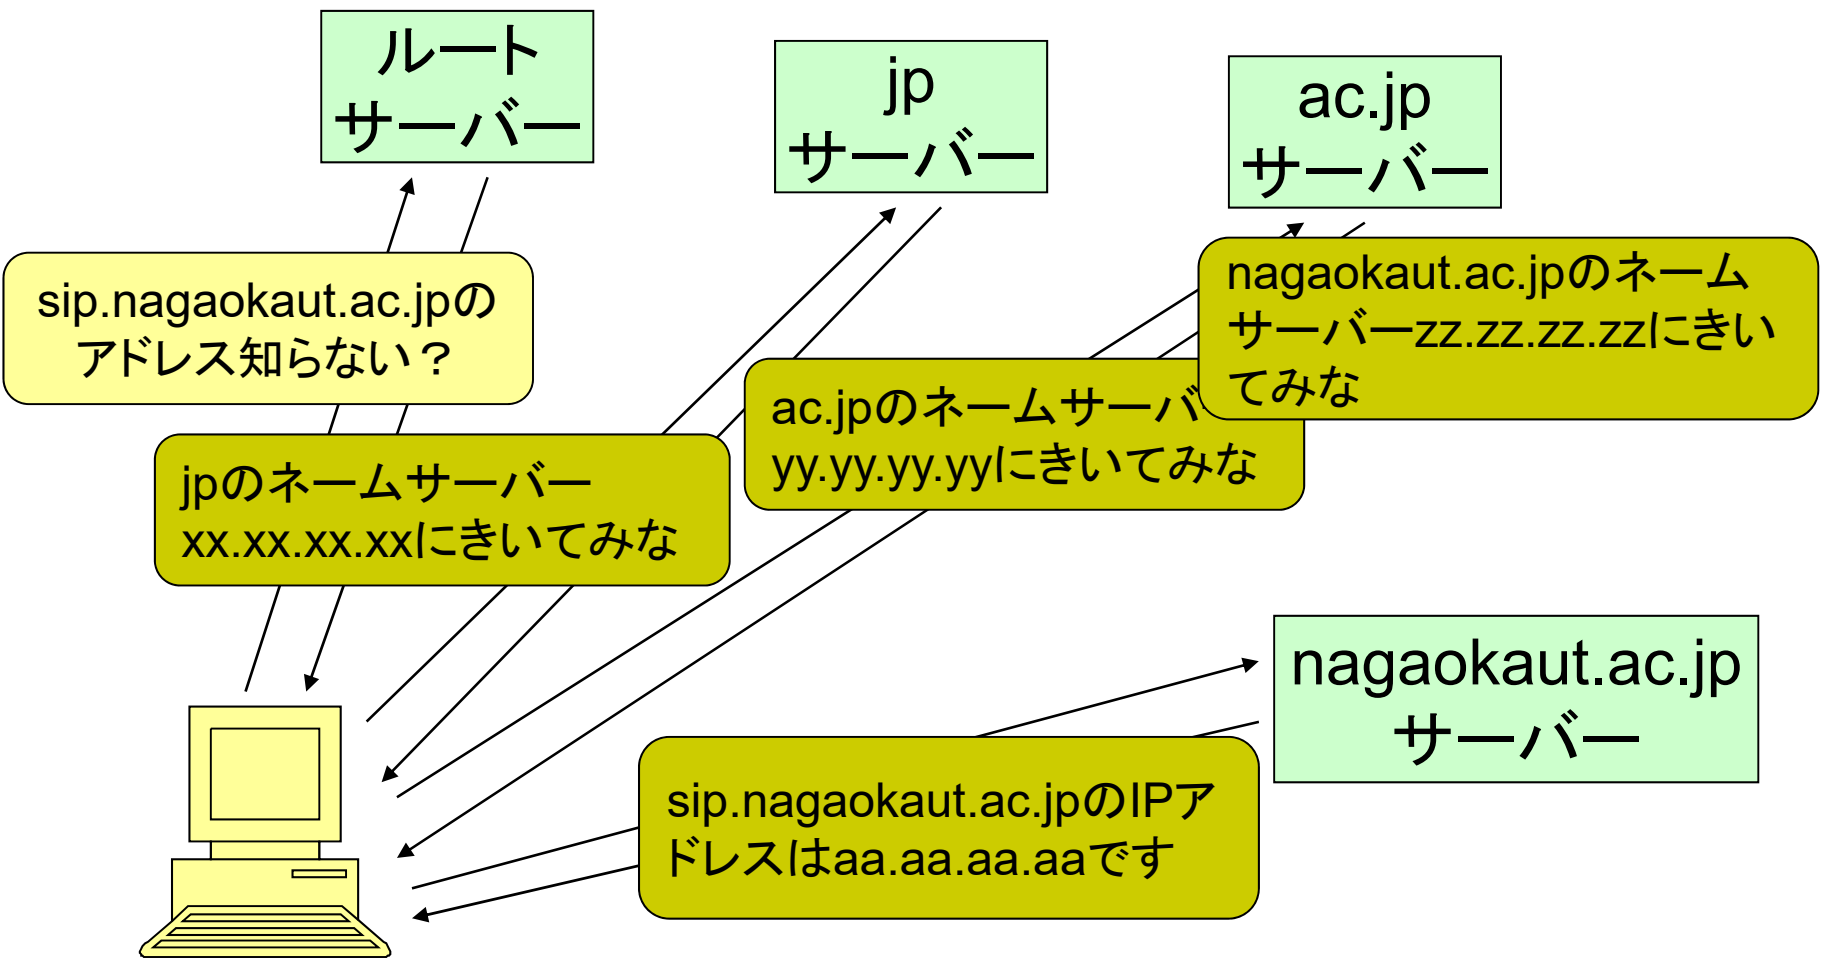 ルート
サーバー
jp
サーバー
ac.jp
サーバー
sip.nagaokaut.ac.jpの
アドレス知らない？
nagaokaut.ac.jpのネーム
サーバーzz.zz.zz.zzにきい
てみな
ac.jpのネームサーバ
yy.yy.yy.yyにきいてみな
jpのネームサーバー
xx.xx.xx.xxにきいてみな
nagaokaut.ac.jp
サーバー
sip.nagaokaut.ac.jpのIPア
ドレスはaa.aa.aa.aaです